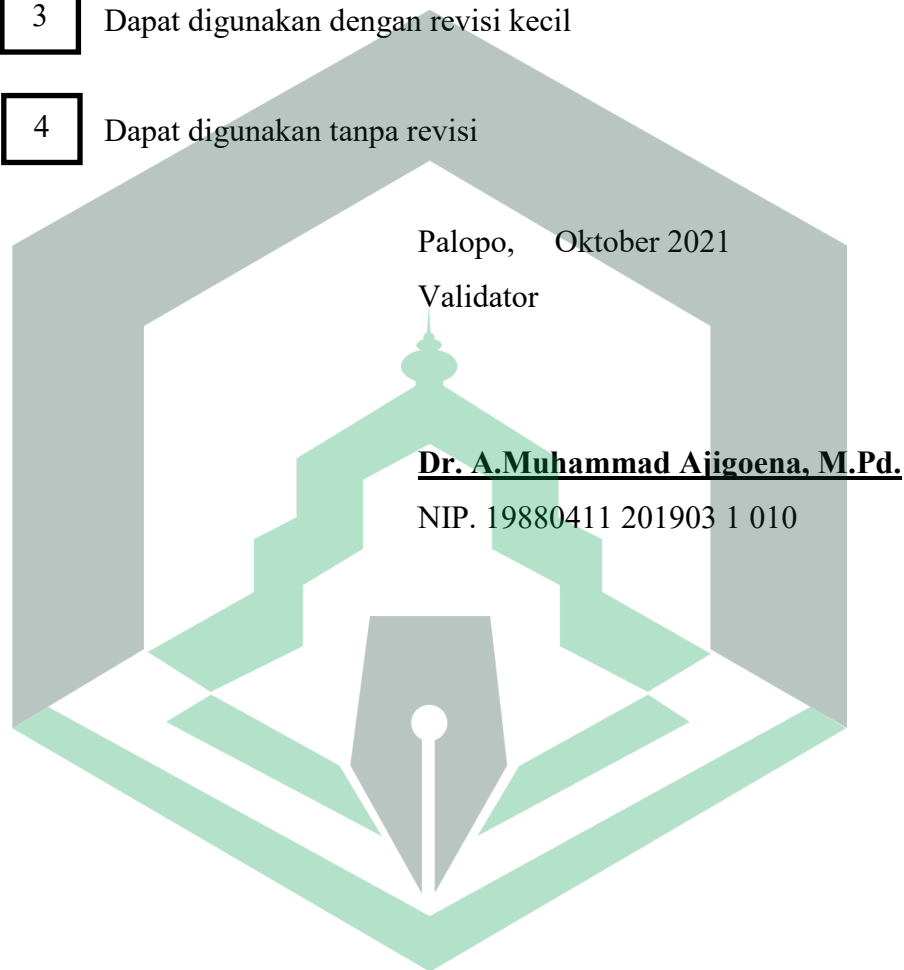 3 Dapat digunakan dengan revisi kecil
4 Dapat digunakan tanpa revisi
Palopo, Oktober 2021
Validator
Dr. A.Muhammad Ajigoena, M.Pd.
NIP. 19880411 201903 1 010